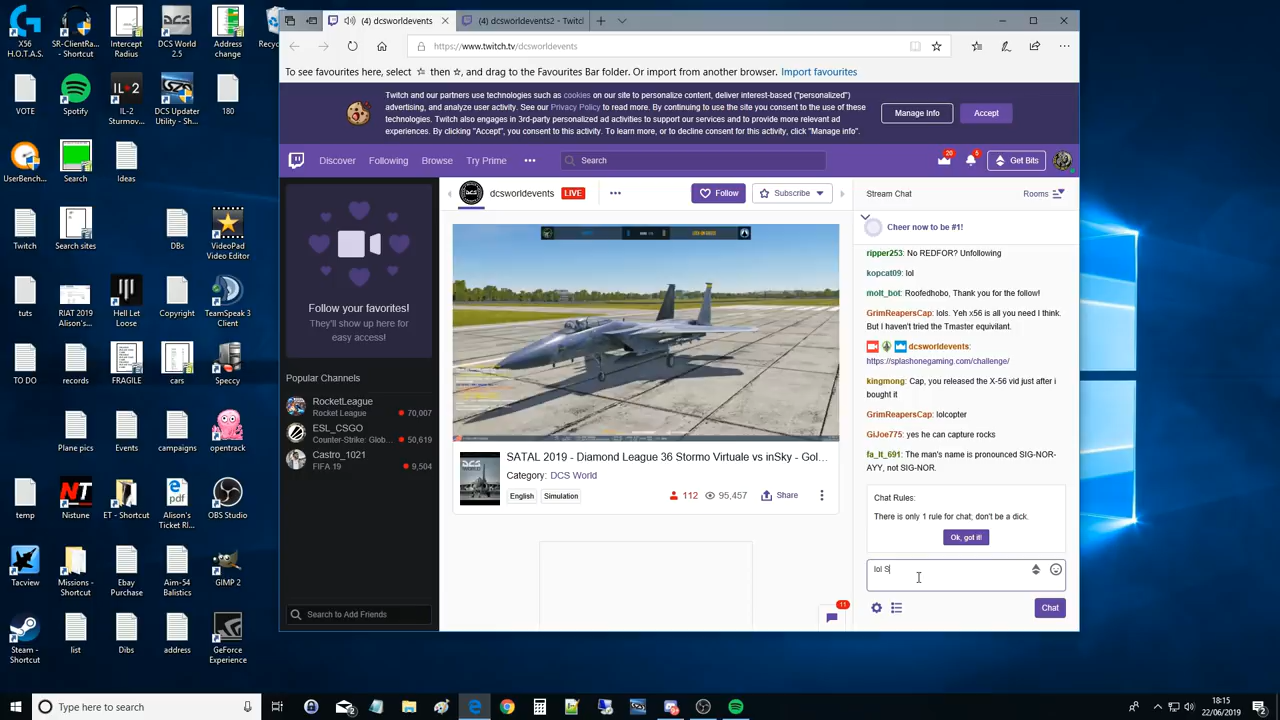 (4) dcsworldevents
(4) dcsworldevents2 - Twitch
https://www.twitch.tv/dcsworldevents
To see favourites here, select ☆ then ☆, and drag to the Favourites Bar folder. Or import from another browser. Import favourites
Twitch and our partners use technologies such as cookies on our site to personalize content, deliver interest-based ("personalized")
advertising, and analyze user activity. See our Privacy Policy to read more. By continuing to use the site you consent to the use of these
technologies. Twitch also engages in 3rd-party personalized ad activities to support our services and to provide more relevant ad
experiences. By clicking "Accept", you consent to this activity. To learn more, or to decline consent for this activity, click "Manage info".
Manage Info
Accept
Discover
Following
Browse
Try Prime
Search
20
5
Get Bits
Follow your favorites!
They'll show up here for
easy access!
Popular Channels
RocketLeague
Rocket League
70,007
ESL_CSGO
Counter-Strike: Glob...
50,619
Castro_1021
FIFA 19
9,504
Search to Add Friends
dcsworldevents
LIVE
Follow
Subscribe
SATAL 2019 - Diamond League 36 Stormo Virtuale vs inSky - Gol...
Category: DCS World
English
Simulation
112
95,457
Share
11
Stream Chat
Rooms
Cheer now to be #1!
ripper253: No REDFOR? Unfollowing
kopcat09: lol
molt_bot: Roofedhobo, Thank you for the follow!
GrimReapersCap: lols. Yeh x56 is all you need I think.
But I haven't tried the Tmaster equivilant.
dcsworldevents:
https://splashonegaming.com/challenge/
kingmong: Cap, you released the X-56 vid just after i
bought it
GrimReapersCap: lolcopter
GiJoe775: yes he can capture rocks
fa_lt_691: The man's name is pronounced SIG-NOR-
AYY, not SIG-NOR.
Chat Rules:
There is only 1 rule for chat, don't be a dick.
Ok, got it!
lol S
Chat
X56
H.O.T.A.S.
SR-ClientRa...
- Shortcut
Intercept
Radius
DCS World
2.5
Address
change
Recyc
VOTE
Spotify
IL-2
Sturmov...
DCS Updater
Utility - Sh...
180
UserBench...
Search
Ideas
Twitch
Search sites
DBs
VideoPad
Video Editor
tuts
RIAT 2019
Alison's...
Hell Let
Loose
Copyright
TeamSpeak 3
Client
TO DO
records
FRAGILE
cars
Speccy
Events
Plane pics
campaigns
opentrack
temp
Nistune
ET - Shortcut
Alison's
Ticket RI...
OBS Studio
Tacview
Missions -
Shortcut
Ebay
Purchase
Aim-54
Balistics
GIMP 2
Steam -
Shortcut
list
Dibs
address
GeForce
Experience
Type here to search
18:15
22/06/2019